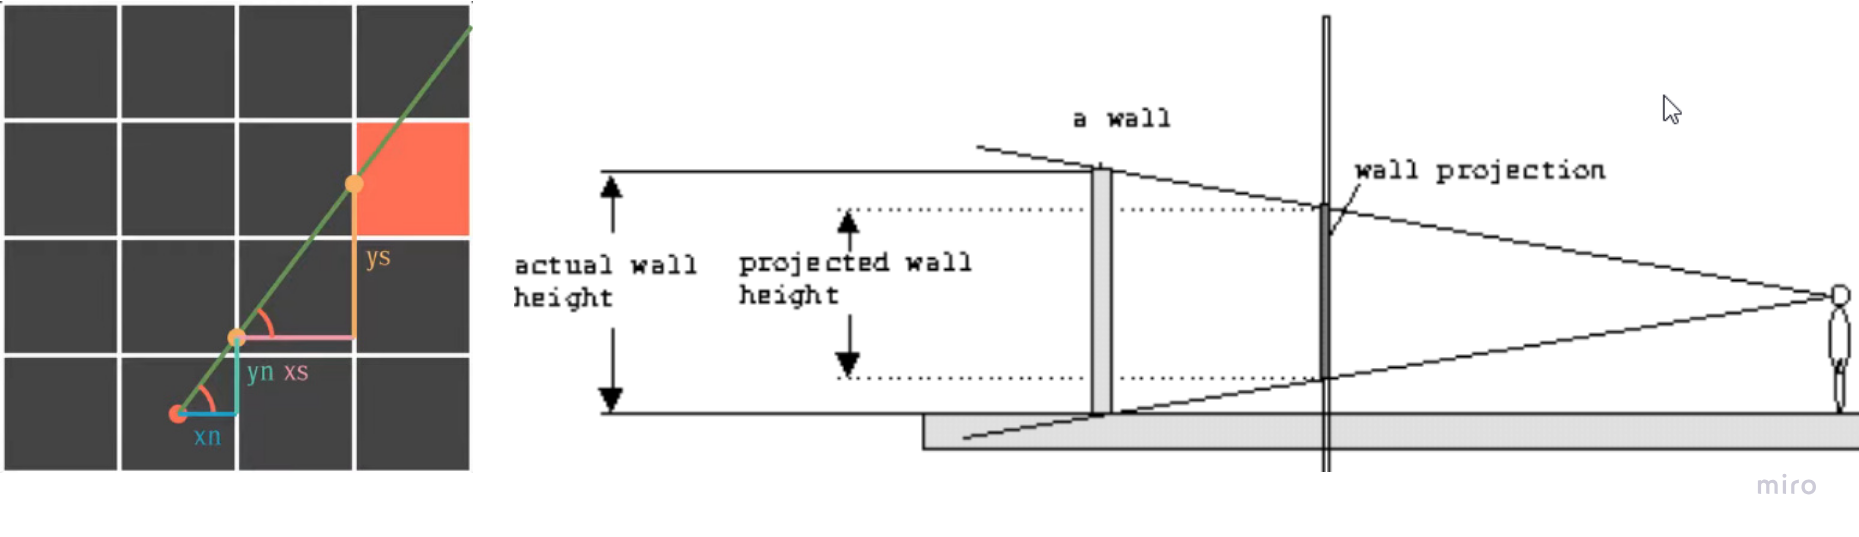 ys
yn xs
xn
a wall
wall projection
actual wall
height
projected wall
height
miro